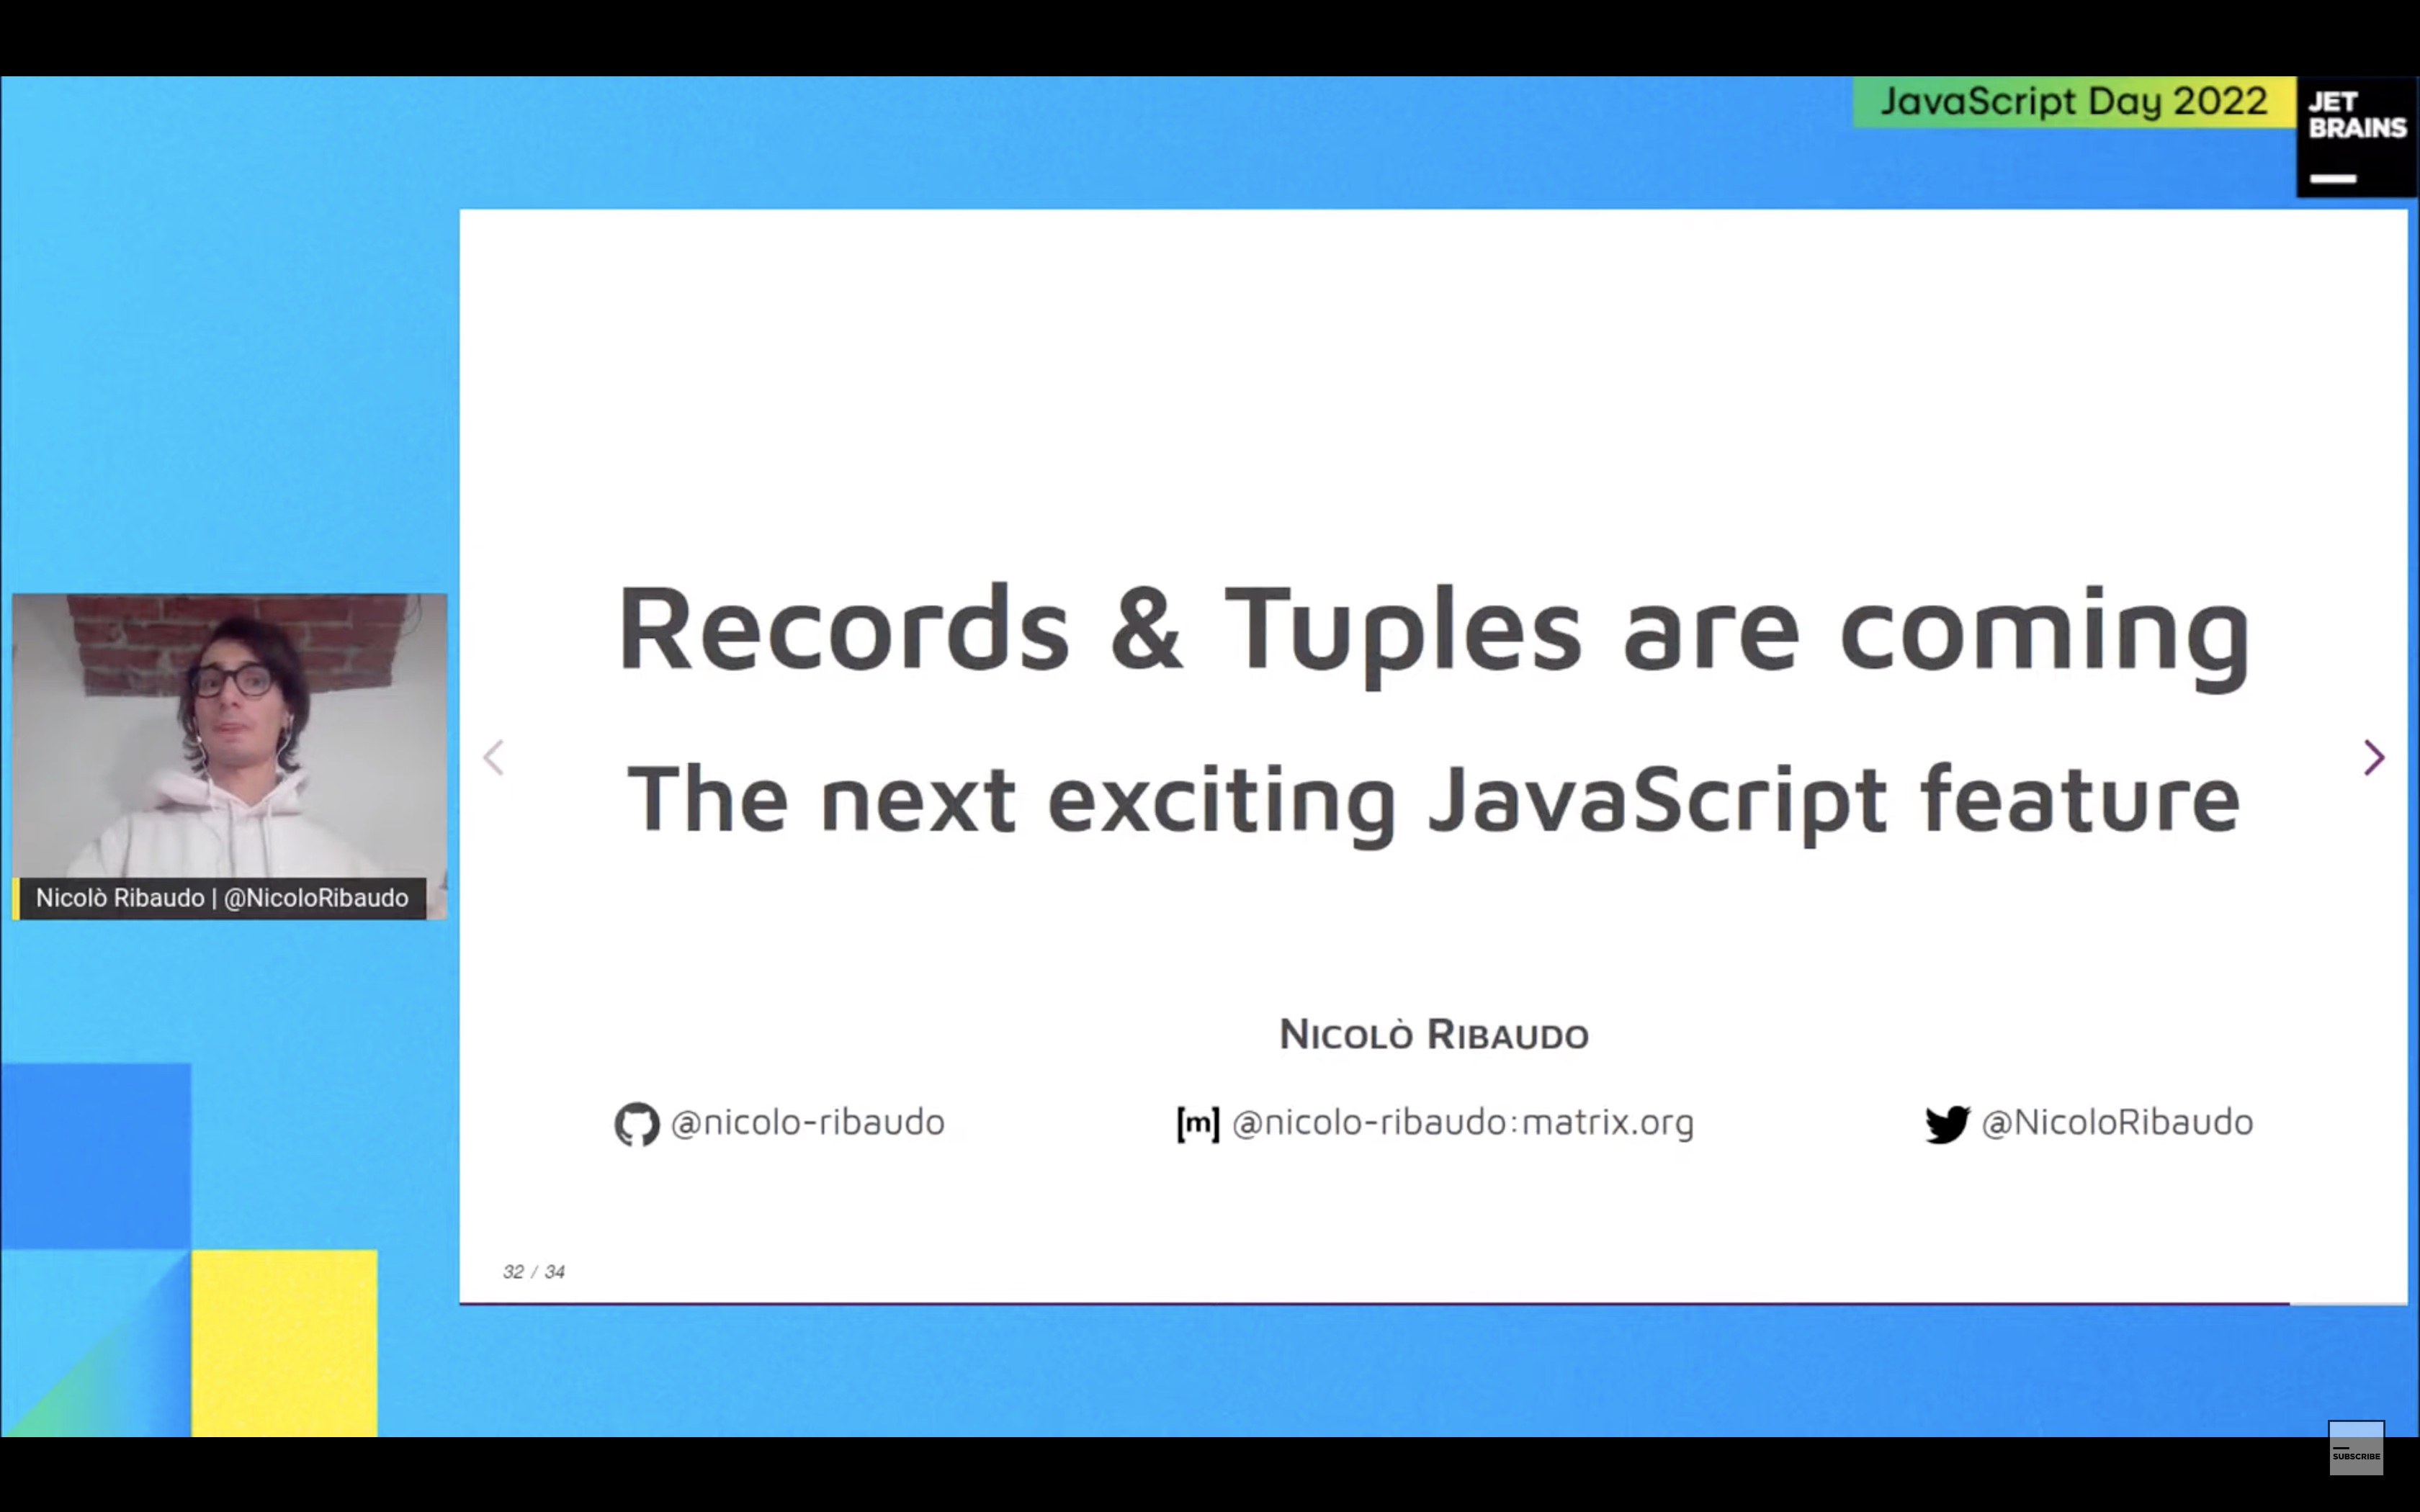 JavaScript Day 2022
JET
BRAINS
Records & Tuples are coming
The next exciting JavaScript feature
Nicolò Ribaudo | @NicoloRibaudo
NICOLÒ RIBAUDO
@nicolo-ribaudo
[m] @nicolo-ribaudo:matrix.org
@NicoloRibaudo
32 / 34
SUBSCRIBE